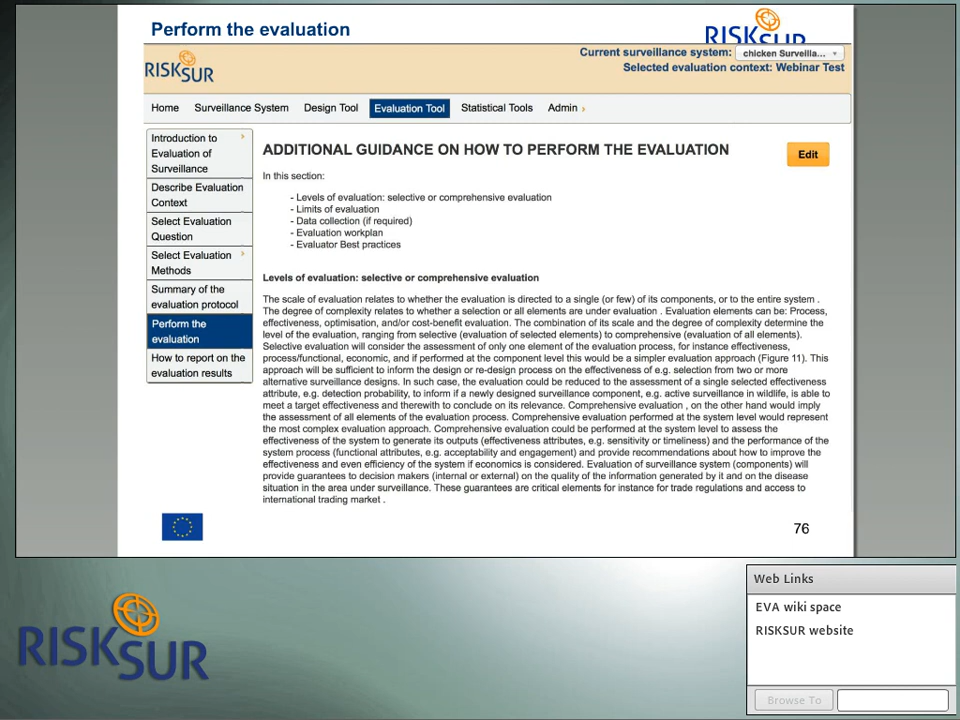 Perform the evaluation
RISKSUR
Current surveillance system: chicken Surveilla...
RISKSUR
Selected evaluation context: Webinar Test
Home Surveillance System Design Tool Evaluation Tool Statistical Tools Admin
Introduction to
Evaluation of
Surveillance
Describe Evaluation
Context
Select Evaluation
Question
Select Evaluation
Methods
Summary of the
evaluation protocol
Perform the
evaluation
How to report on the
evaluation results
ADDITIONAL GUIDANCE ON HOW TO PERFORM THE EVALUATION
Edit
In this section:
- Levels of evaluation: selective or comprehensive evaluation
- Limits of evaluation
- Data collection (if required)
- Evaluation workplan
- Evaluator Best practices
Levels of evaluation: selective or comprehensive evaluation
The scale of evaluation relates to whether the evaluation is directed to a single (or few) of its components, or to the entire system .
The degree of complexity relates to whether a selection or all elements are under evaluation . Evaluation elements can be: Process,
effectiveness, optimisation, and/or cost-benefit evaluation. The combination of its scale and the degree of complexity determine the
level of the evaluation, ranging from selective (evaluation of selected elements) to comprehensive (evaluation of all elements).
Selective evaluation will consider the assessment of only one element of the evaluation process, for instance effectiveness,
process/functional, economic, and if performed at the component level this would be a simpler evaluation approach (Figure 11). This
approach will be sufficient to inform the design or re-design process on the effectiveness of e.g. selection from two or more
alternative surveillance designs. In such case, the evaluation could be reduced to the assessment of a single selected effectiveness
attribute, e.g. detection probability, to inform if a newly designed surveillance component, e.g. active surveillance in wildlife, is able to
meet a target effectiveness and therewith to conclude on its relevance. Comprehensive evaluation , on the other hand would imply
the assessment of all elements of the evaluation process. Comprehensive evaluation performed at the system level would represent
the most complex evaluation approach. Comprehensive evaluation could be performed at the system level to assess the
effectiveness of the system to generate its outputs (effectiveness attributes, e.g. sensitivity or timeliness) and the performance of the
system process (functional attributes, e.g. acceptability and engagement) and provide recommendations about how to improve the
effectiveness and even efficiency of the system if economics is considered. Evaluation of surveillance system (components) will
provide guarantees to decision makers (internal or external) on the quality of the information generated by it and on the disease
situation in the area under surveillance. These guarantees are critical elements for instance for trade regulations and access to
international trading market .
76
RISKSUR
Web Links
EVA wiki space
RISKSUR website
Browse To